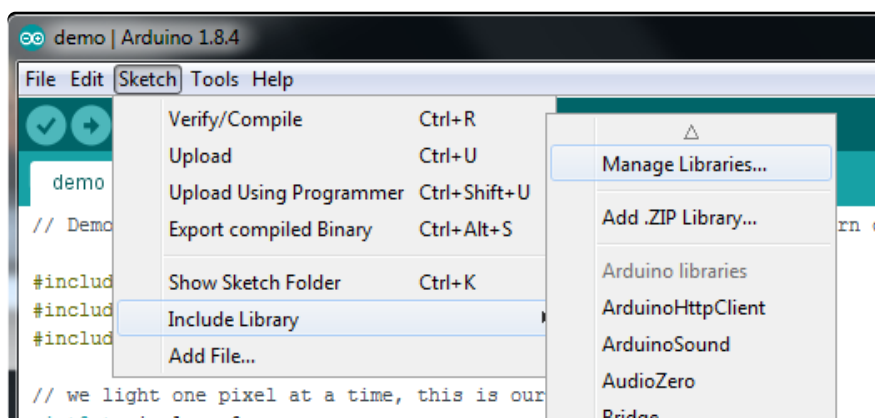 demo | Arduino 1.8.4
File Edit Sketch Tools Help
Verify/Compile Ctrl+R
Upload Ctrl+U
Upload Using Programmer Ctrl+Shift+U
Export compiled Binary Ctrl+Alt+S
Show Sketch Folder Ctrl+K
Include Library
Add File...
Manage Libraries...
Add .ZIP Library...
Arduino libraries
ArduinoHttpClient
ArduinoSound
AudioZero
Bridge
demo
// Demo
#includ
#includ
#includ
// we light one pixel at a time, this is our